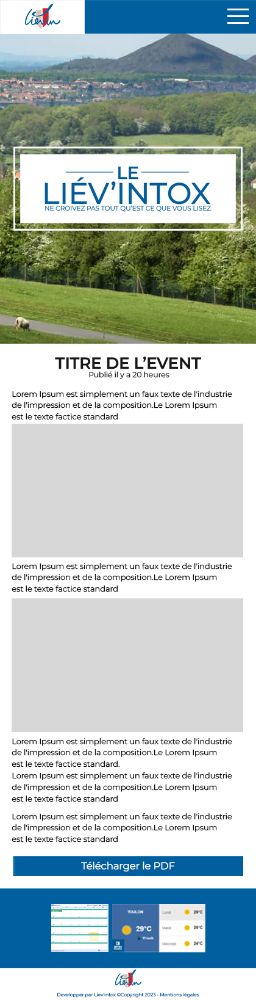 Liévin
LE
LIÉV'INTOX
NE CROIVEZ PAS TOUT QU'EST CE QUE VOUS LISEZ
TITRE DE L'EVENT
Publié il y a 20 heures
Lorem Ipsum est simplement un faux texte de l'industrie
de l'impression et de la composition.Le Lorem Ipsum
est le texte factice standard
Lorem Ipsum est simplement un faux texte de l'industrie
de l'impression et de la composition.Le Lorem Ipsum
est le texte factice standard
Lorem Ipsum est simplement un faux texte de l'industrie
de l'impression et de la composition.Le Lorem Ipsum
est le texte factice standard.
Lorem Ipsum est simplement un faux texte de l'industrie
de l'impression et de la composition.Le Lorem Ipsum
est le texte factice standard
Lorem Ipsum est simplement un faux texte de l'industrie
de l'impression et de la composition.Le Lorem Ipsum
est le texte factice standard
Télécharger le PDF
TOULON
29°C
11 km/h
Lundi 29°C
Mardi 26°C
Mercredi 24°C
Liévin
Developper par Liev'intox ©Copyright 2023 - Mentions légales